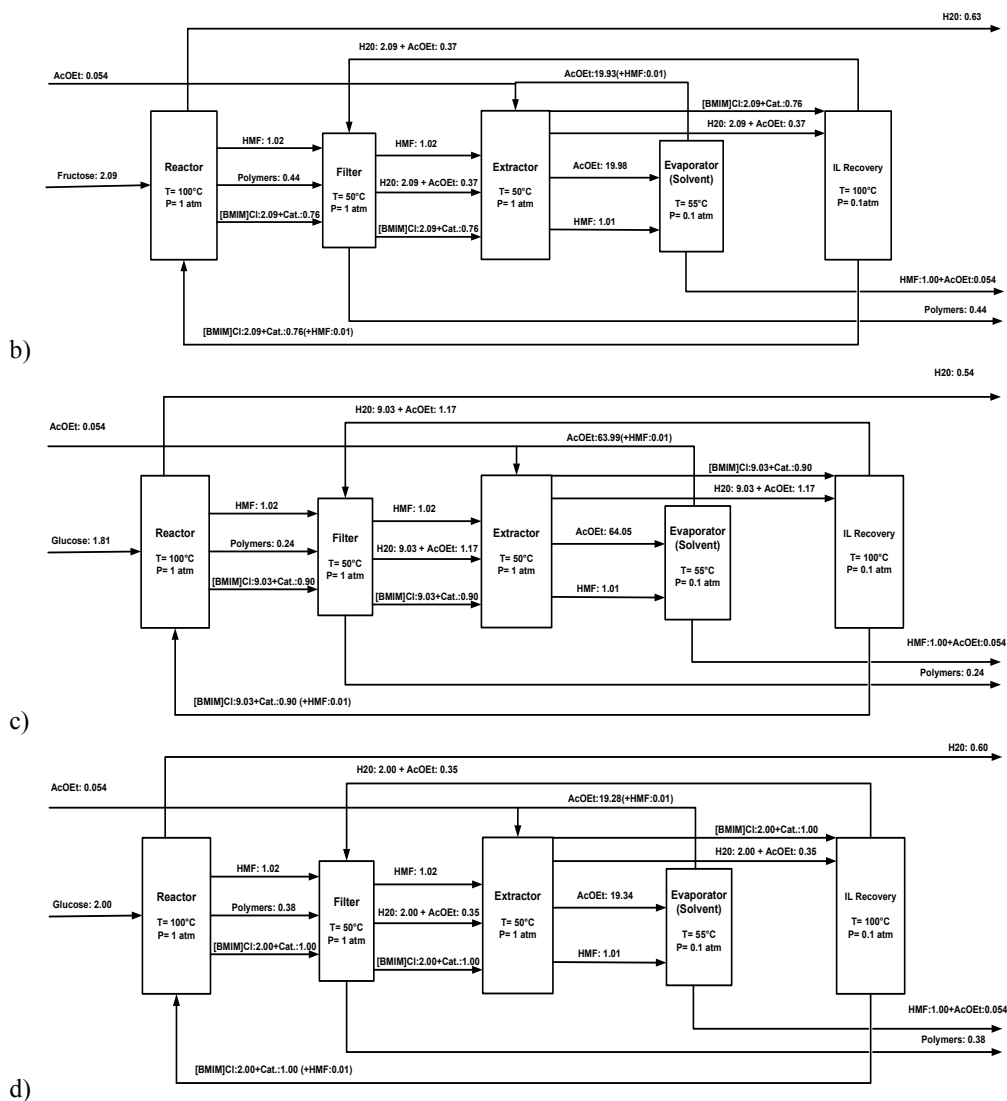 H20: 0.63
H20: 2.09 + AcOEt: 0.37
AcOEt: 0.054
AcOEt:19.93(+HMF:0.01)
[BMIM]Cl:2.09+Cat.:0.76
H20: 2.09 + AcOEt: 0.37
Fructose: 2.09
Reactor
T= 100°C
P= 1 atm
HMF: 1.02
Polymers: 0.44
[BMIM]Cl:2.09+Cat.:0.76
Filter
T= 50°C
P= 1 atm
HMF: 1.02
H20: 2.09 + AcOEt: 0.37
[BMIM]Cl:2.09+Cat.:0.76
Extractor
T= 50°C
P= 1 atm
AcOEt: 19.98
HMF: 1.01
Evaporator
(Solvent)
T= 55°C
P= 0.1 atm
IL Recovery
T= 100°C
P= 0.1atm
HMF:1.00+AcOEt:0.054
Polymers: 0.44
[BMIM]Cl:2.09+Cat.:0.76(+HMF:0.01)
b)
H20: 0.54
H20: 9.03 + AcOEt: 1.17
AcOEt: 0.054
AcOEt:63.99(+HMF:0.01)
[BMIM]Cl:9.03+Cat.:0.90
H20: 9.03 + AcOEt: 1.17
Glucose: 1.81
Reactor
T= 100°C
P= 1 atm
HMF: 1.02
Polymers: 0.24
[BMIM]Cl:9.03+Cat.:0.90
Filter
T= 50°C
P= 1 atm
HMF: 1.02
H20: 9.03 + AcOEt: 1.17
[BMIM]Cl:9.03+Cat.:0.90
Extractor
T= 50°C
P= 1 atm
AcOEt: 64.05
HMF: 1.01
Evaporator
(Solvent)
T= 55°C
P= 0.1 atm
IL Recovery
T= 100°C
P= 0.1 atm
HMF:1.00+AcOEt:0.054
Polymers: 0.24
[BMIM]Cl:9.03+Cat.:0.90 (+HMF:0.01)
c)
H20: 0.60
H20: 2.00 + AcOEt: 0.35
AcOEt: 0.054
AcOEt:19.28(+HMF:0.01)
[BMIM]Cl:2.00+Cat.:1.00
H20: 2.00 + AcOEt: 0.35
Glucose: 2.00
Reactor
T= 100°C
P= 1 atm
HMF: 1.02
Polymers: 0.38
[BMIM]Cl:2.00+Cat.:1.00
Filter
T= 50°C
P= 1 atm
HMF: 1.02
H20: 2.00 + AcOEt: 0.35
[BMIM]Cl:2.00+Cat.:1.00
Extractor
T= 50°C
P= 1 atm
AcOEt: 19.34
HMF: 1.01
Evaporator
(Solvent)
T= 55°C
P= 0.1 atm
IL Recovery
T= 100°C
P= 0.1 atm
HMF:1.00+AcOEt:0.054
Polymers: 0.38
[BMIM]Cl:2.00+Cat.:1.00 (+HMF:0.01)
d)